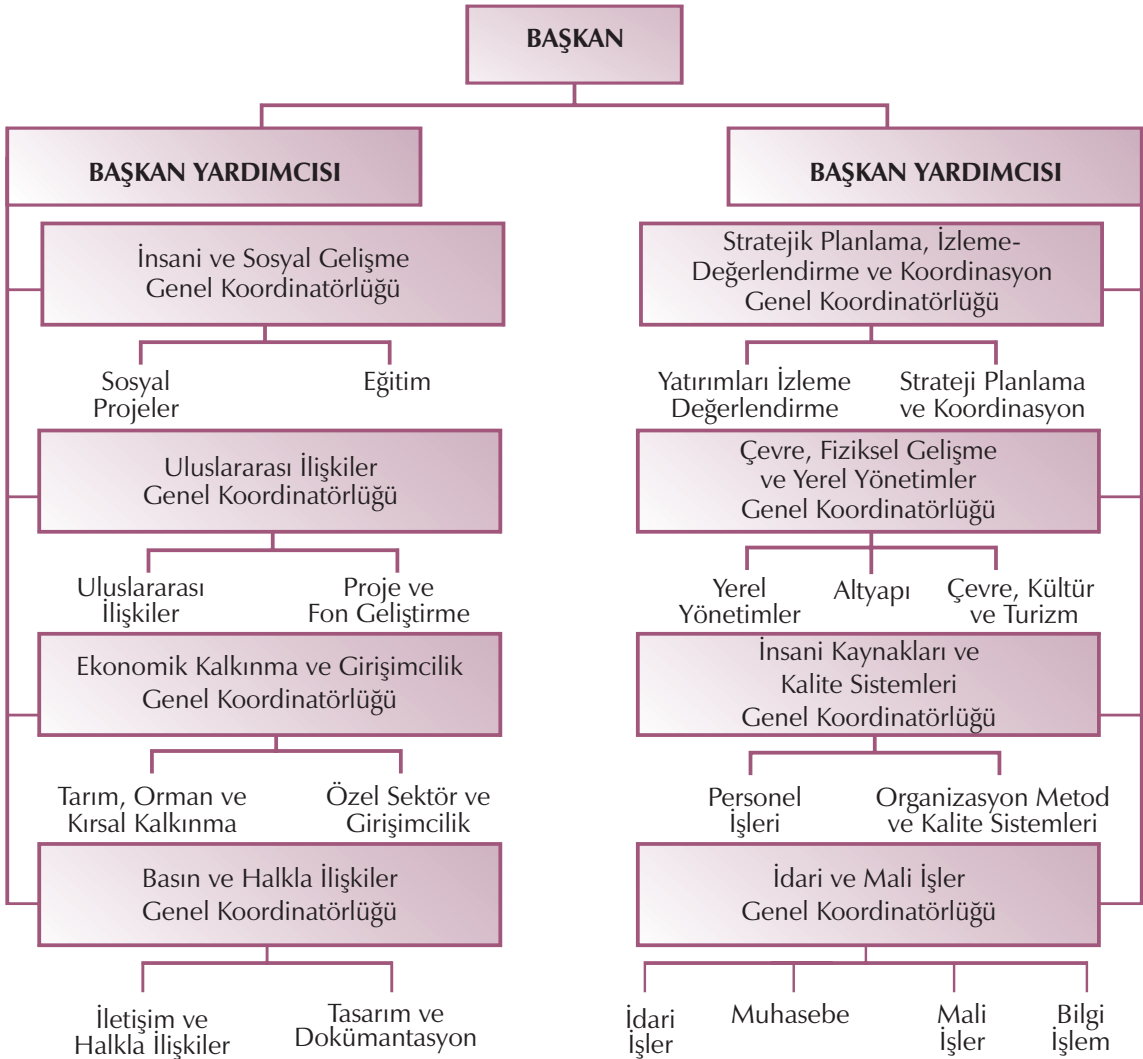 BAŞKAN
BAŞKAN YARDIMCISI
İnsani ve Sosyal Gelişme
Genel Koordinatörlüğü
Sosyal
Projeler
Eğitim
Uluslararası İlişkiler
Genel Koordinatörlüğü
Uluslararası
İlişkiler
Proje ve
Fon Geliştirme
Ekonomik Kalkınma ve Girişimcilik
Genel Koordinatörlüğü
Tarım, Orman ve
Kırsal Kalkınma
Özel Sektör ve
Girişimcilik
Basın ve Halkla İlişkiler
Genel Koordinatörlüğü
İletişim ve
Halkla İlişkiler
Tasarım ve
Dokümantasyon
BAŞKAN YARDIMCISI
Stratejik Planlama, İzleme-
Değerlendirme ve Koordinasyon
Genel Koordinatörlüğü
Yatırımları İzleme
Değerlendirme
Strateji Planlama
ve Koordinasyon
Çevre, Fiziksel Gelişme
ve Yerel Yönetimler
Genel Koordinatörlüğü
Yerel
Yönetimler
Altyapı
Çevre, Kültür
ve Turizm
İnsani Kaynakları ve
Kalite Sistemleri
Genel Koordinatörlüğü
Personel
İşleri
Organizasyon Metod
ve Kalite Sistemleri
İdari ve Mali İşler
Genel Koordinatörlüğü
İdari
İşler
Muhasebe
Mali
İşler
Bilgi
İşlem